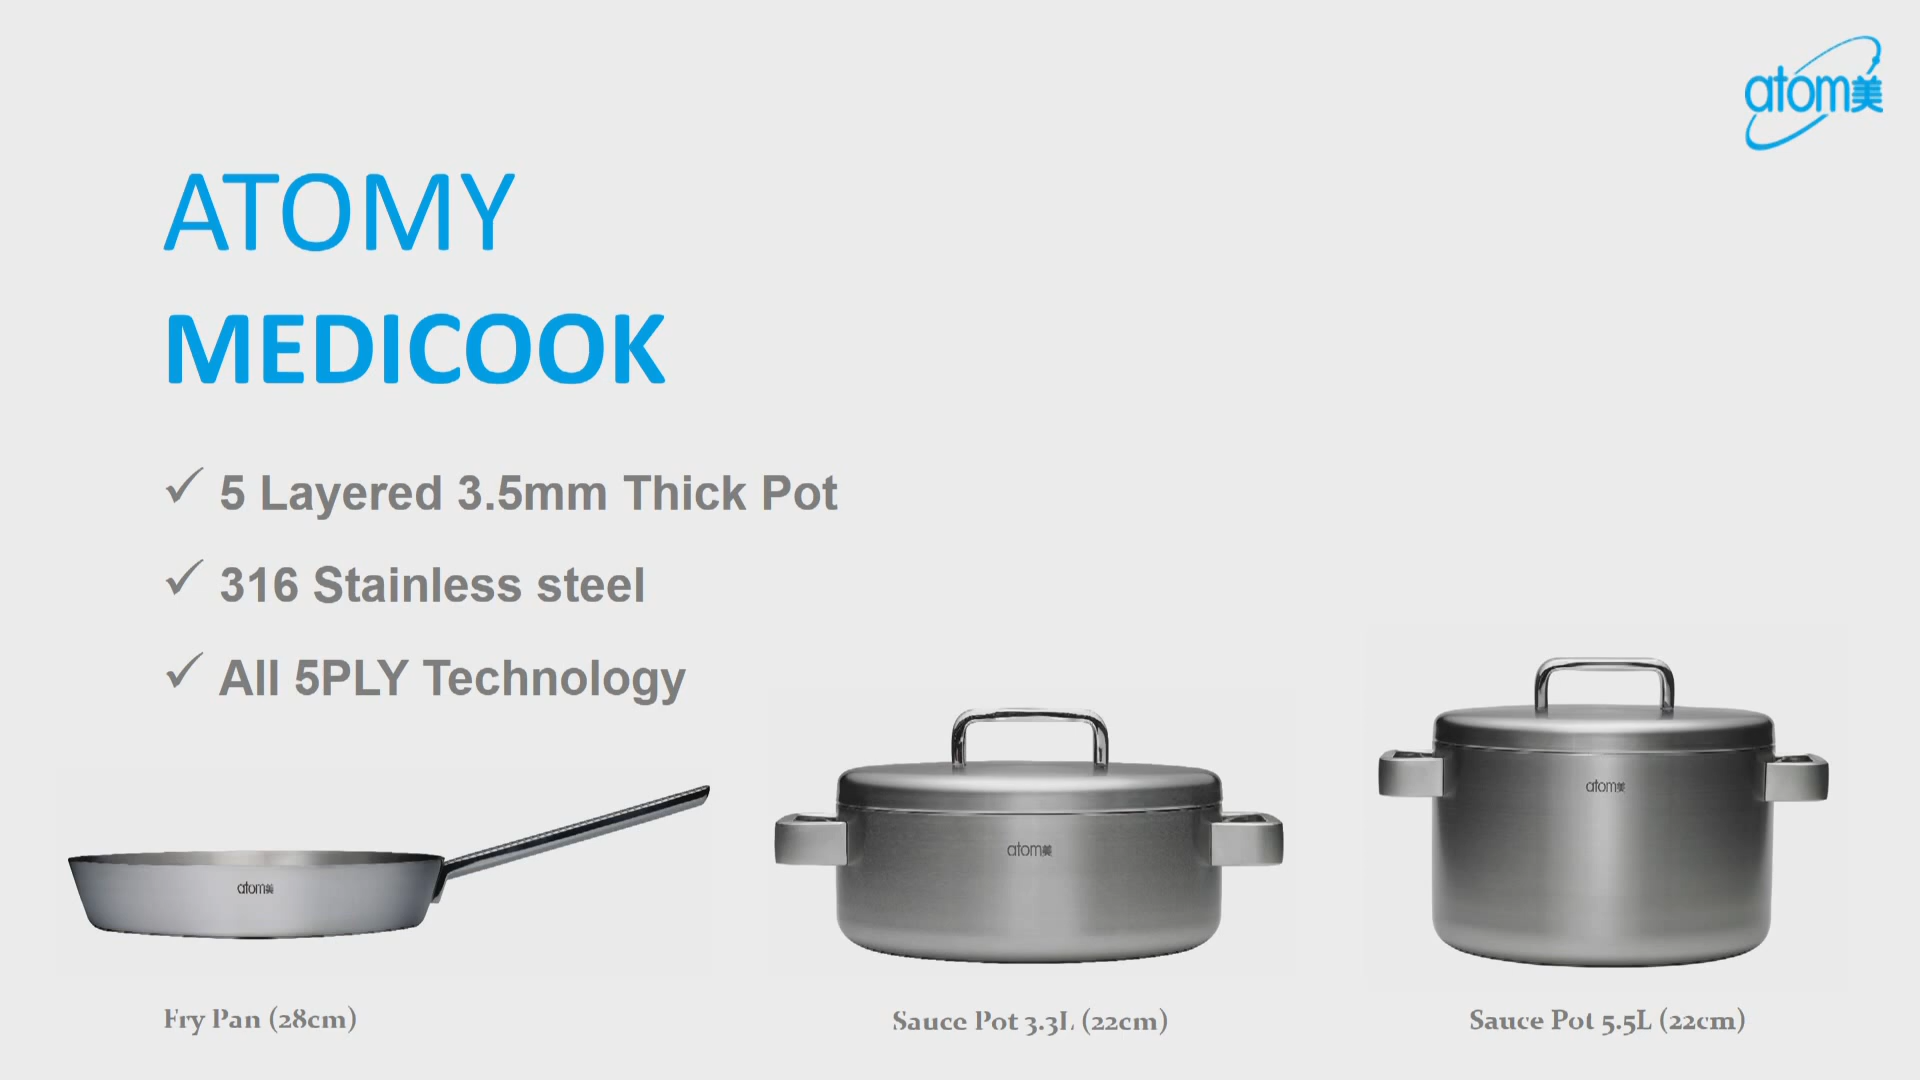 atom美
ATOMY
MEDICOOK
✓ 5 Layered 3.5mm Thick Pot
✓ 316 Stainless steel
✓ All 5PLY Technology
atom美
atom美
atom美
Fry Pan (28cm)
Sauce Pot 3.3L (22cm)
Sauce Pot 5.5L (22cm)